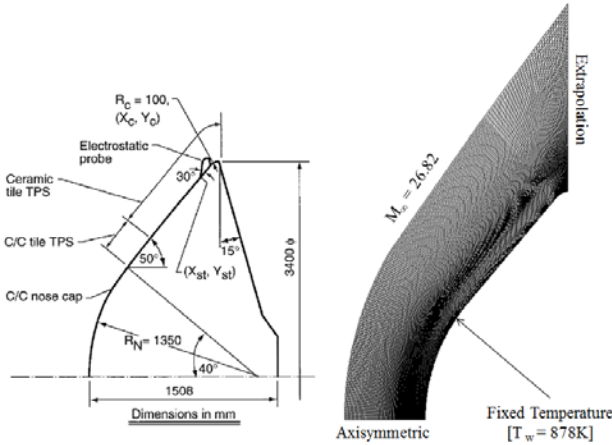 R_C = 100,
(X_C, Y_C)
Electrostatic
probe
Ceramic
tile TPS
30°
C/C tile TPS
50°
15°
(X_st, Y_st)
3400 ϕ
C/C nose cap
R_N = 1350
40°
1508
Dimensions in mm
M_∞ = 26.82
Extrapolation
Fixed Temperature
[T_w = 878K]
Axisymmetric